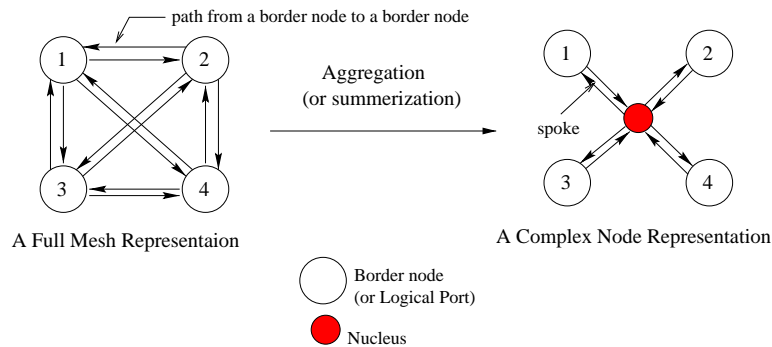 path from a border node to a border node
1
2
3
4
A Full Mesh Representaion
Aggregation
(or summerization)
1
2
spoke
3
4
A Complex Node Representation
Border node
(or Logical Port)
Nucleus